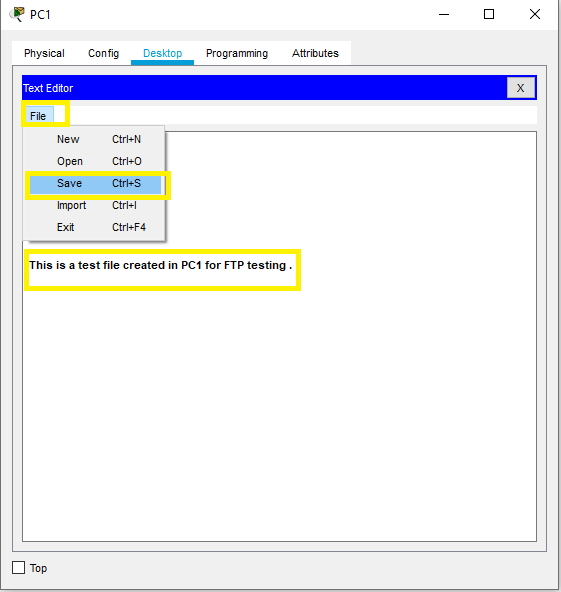 PC1
Physical Config Desktop Programming Attributes
Text Editor X
File
New Ctrl+N
Open Ctrl+O
Save Ctrl+S
Import Ctrl+I
Exit Ctrl+F4
This is a test file created in PC1 for FTP testing .
Top